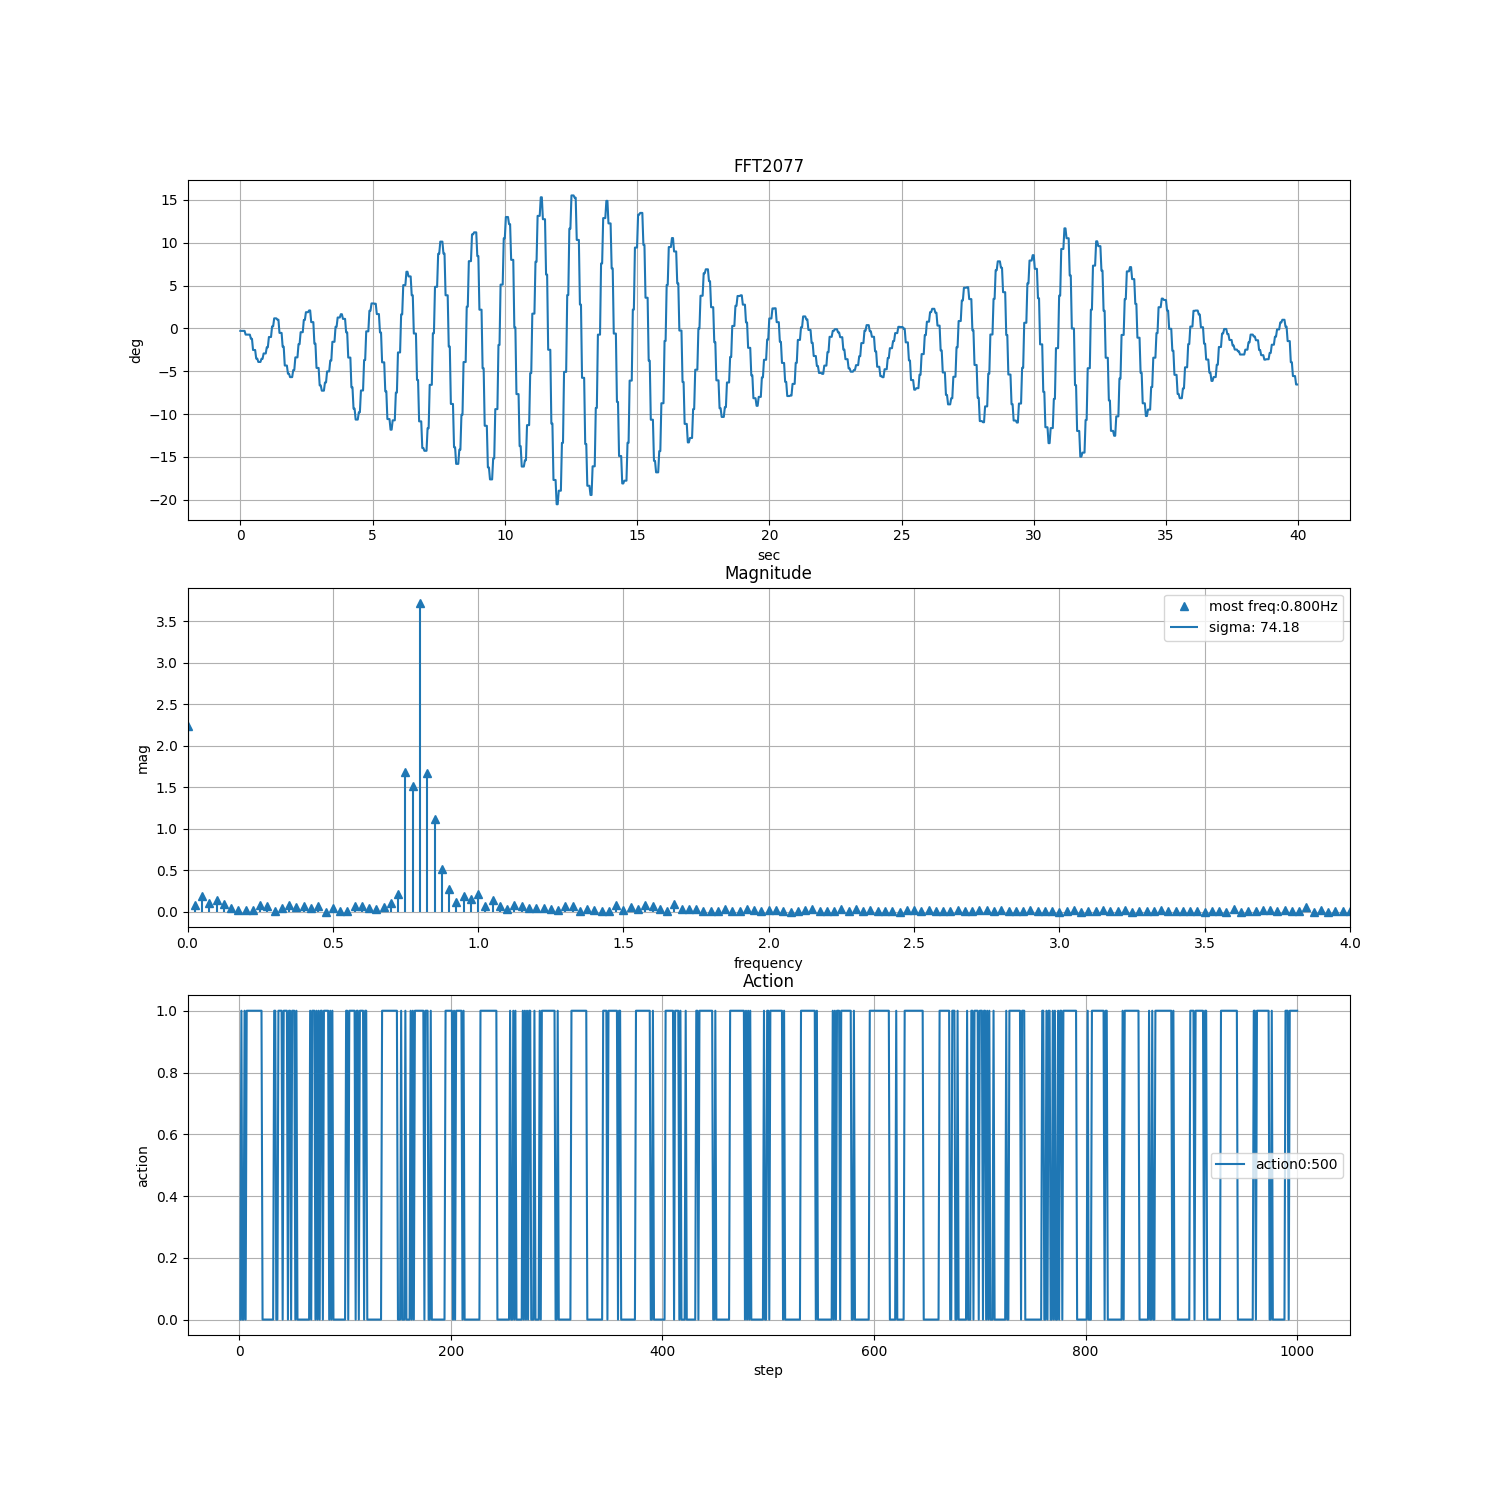 FFT2077
15
10
5
0
−5
−10
−15
−20
deg
0 5 10 15 20 25 30 35 40
sec
Magnitude
most freq:0.800Hz
sigma: 74.18
3.5
3.0
2.5
2.0
1.5
1.0
0.5
0.0
mag
0.0 0.5 1.0 1.5 2.0 2.5 3.0 3.5 4.0
frequency
Action
1.0
0.8
0.6
0.4
0.2
0.0
action
action0:500
0 200 400 600 800 1000
step